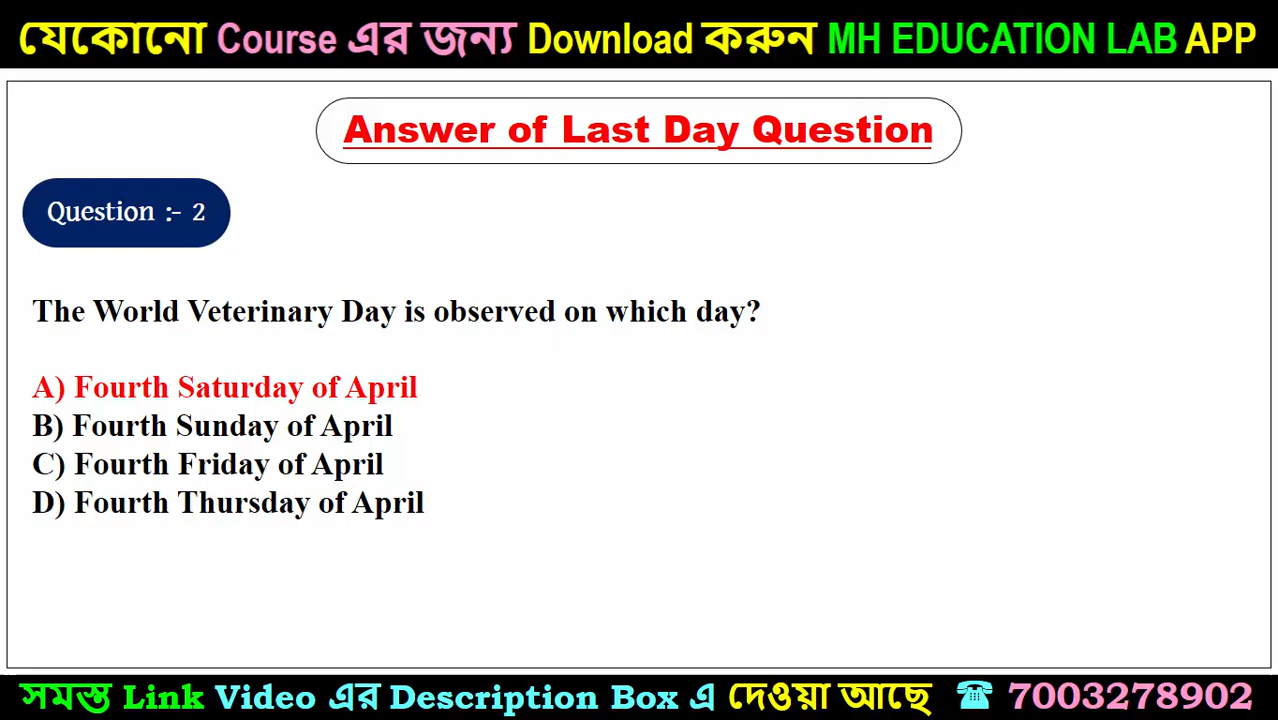 যেকোনো Course এর জন্য Download করুন MH EDUCATION LAB APP
Answer of Last Day Question
Question :- 2
The World Veterinary Day is observed on which day?
A) Fourth Saturday of April
B) Fourth Sunday of April
C) Fourth Friday of April
D) Fourth Thursday of April
সমস্ত Link Video এর Description Box এ দেওয়া আছে ☎ 7003278902